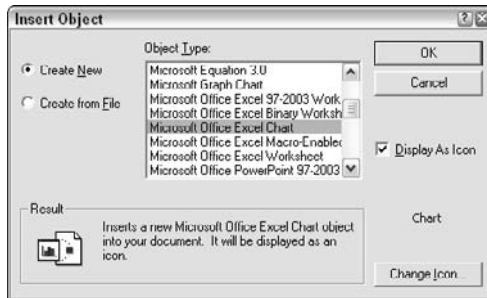 Insert Object
Object Type:
Create New
Create from File
Microsoft Equation 3.0
Microsoft Graph Chart
Microsoft Office Excel 97-2003 Work
Microsoft Office Excel Binary Worksh
Microsoft Office Excel Chart
Microsoft Office Excel Macro-Enabled
Microsoft Office Excel Worksheet
Microsoft Office PowerPoint 97-2003
OK
Cancel
Display As Icon
Result
Inserts a new Microsoft Office Excel Chart object
into your document. It will be displayed as an
icon.
Chart
Change Icon...